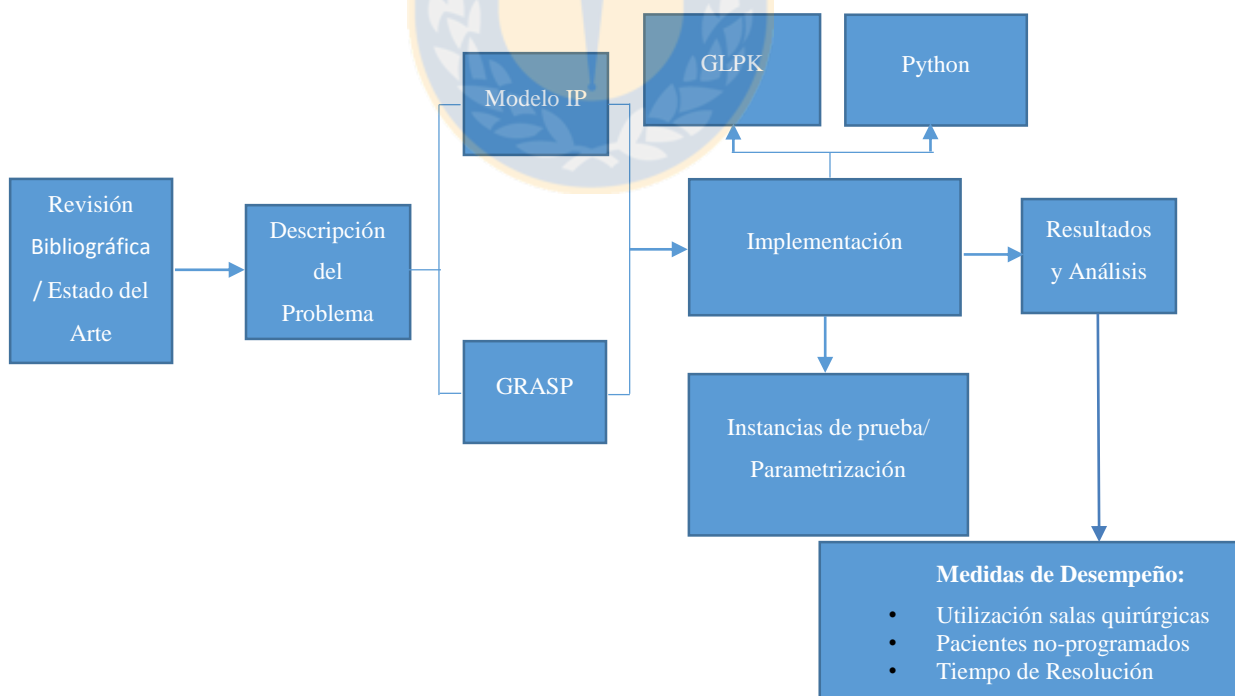 Revisión
Bibliográfica
/ Estado del
Arte
Descripción
del
Problema
Modelo IP
GRASP
GLPK
Python
Implementación
Instancias de prueba/
Parametrización
Resultados
y Análisis
Medidas de Desempeño:
• Utilización salas quirúrgicas
• Pacientes no-programados
• Tiempo de Resolución